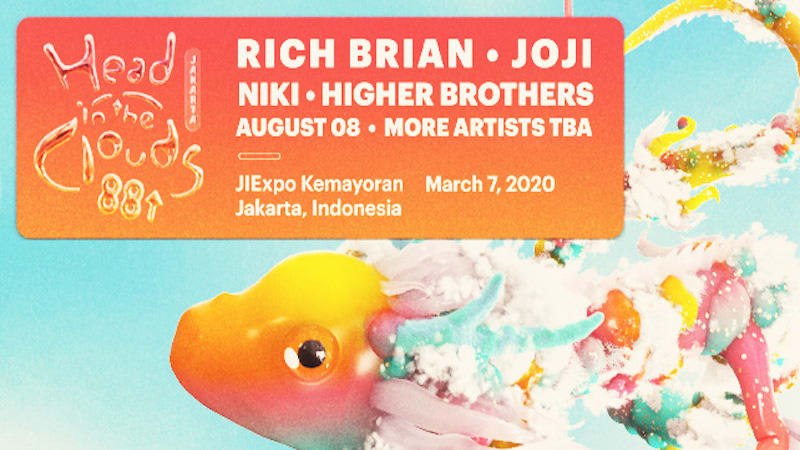 Head
in the
Clouds
88↑
JAKARTA
RICH BRIAN • JOJI
NIKI • HIGHER BROTHERS
AUGUST 08 • MORE ARTISTS TBA
JIExpo Kemayoran March 7, 2020
Jakarta, Indonesia